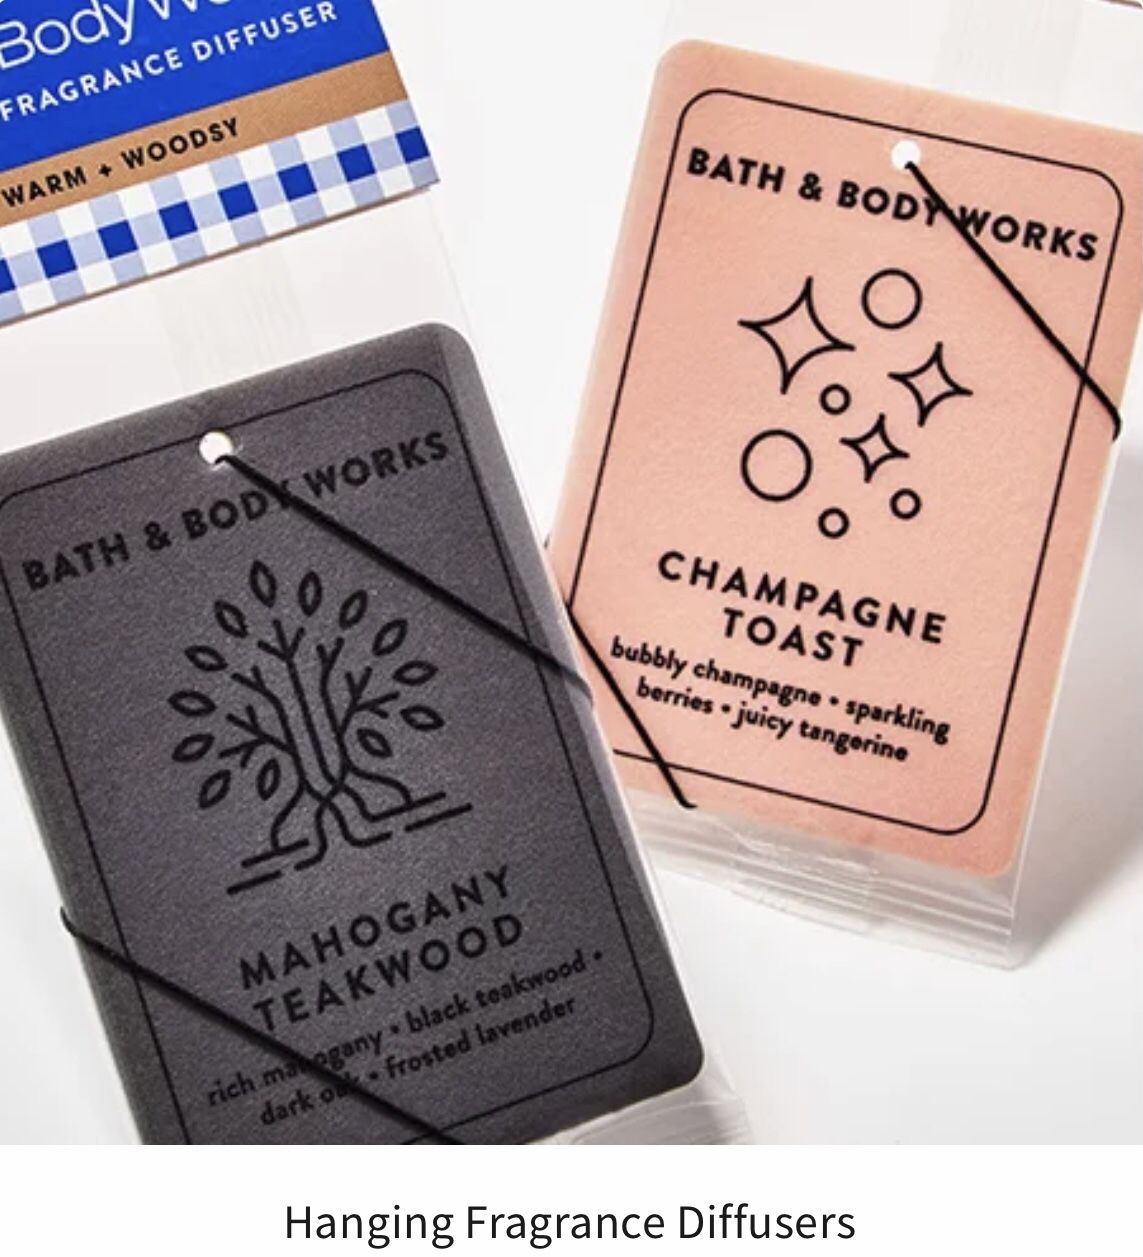 Body
FRAGRANCE DIFFUSER
WARM + WOODSY
BATH & BODY WORKS
MAHOGANY
TEAKWOOD
rich mahogany • black teakwood •
dark oak • frosted lavender
BATH & BODY WORKS
CHAMPAGNE
TOAST
bubbly champagne • sparkling
berries • juicy tangerine
Hanging Fragrance Diffusers